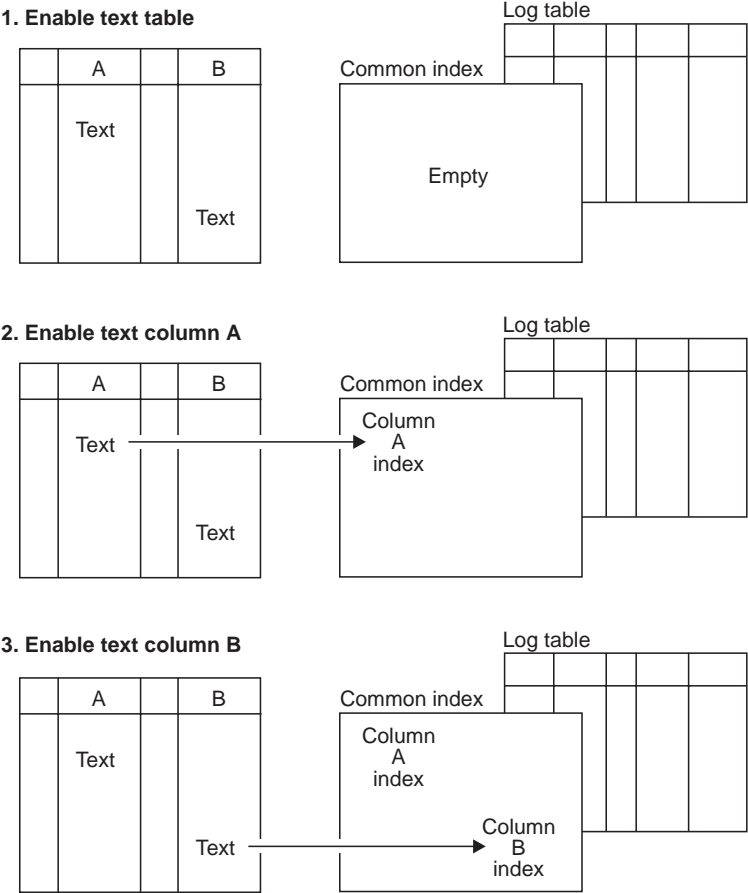 1. Enable text table
Log table
A
B
Common index
Text
Empty
Text
2. Enable text column A
Log table
A
B
Common index
Column
A
index
Text
Text
3. Enable text column B
Log table
A
B
Common index
Column
A
index
Text
Column
B
index
Text